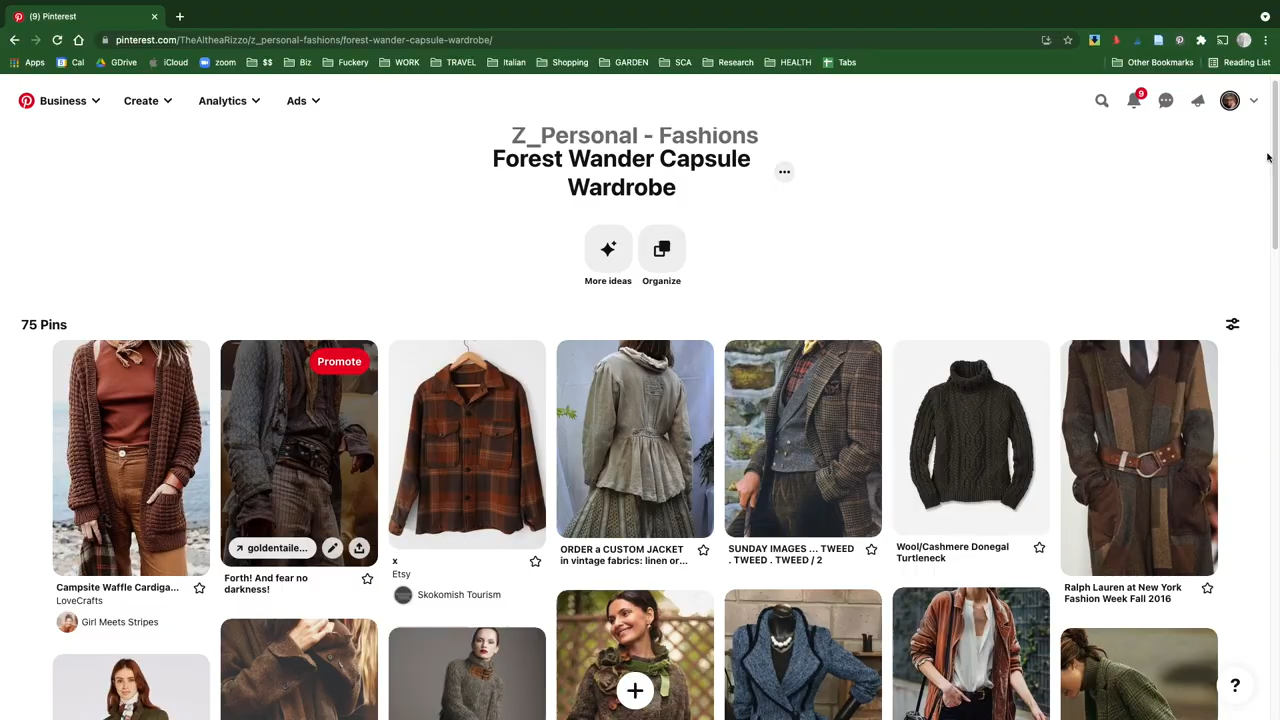 (9) Pinterest
pinterest.com/TheAltheaRizzo/z_personal-fashions/forest-wander-capsule-wardrobe/
Apps Cal GDrive iCloud zoom $$ Biz Fuckery WORK TRAVEL Italian Shopping GARDEN SCA Research HEALTH Tabs Other Bookmarks Reading List
Business Create Analytics Ads 9
Z_Personal - Fashions
Forest Wander Capsule
Wardrobe
More ideas Organize
75 Pins
Promote
goldentaile...
Campsite Waffle Cardiga...
LoveCrafts
Girl Meets Stripes
Forth! And fear no
darkness!
x
Etsy
Skokomish Tourism
ORDER a CUSTOM JACKET
in vintage fabrics: linen or...
SUNDAY IMAGES ... TWEED
. TWEED . TWEED / 2
Wool/Cashmere Donegal
Turtleneck
Ralph Lauren at New York
Fashion Week Fall 2016
?